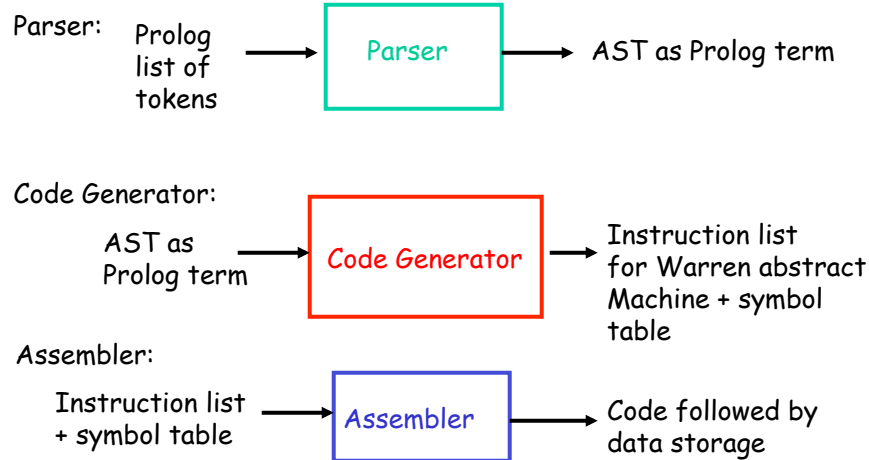 Parser:
Prolog
list of
tokens
Parser
AST as Prolog term
Code Generator:
AST as
Prolog term
Code Generator
Instruction list
for Warren abstract
Machine + symbol
table
Assembler:
Instruction list
+ symbol table
Assembler
Code followed by
data storage